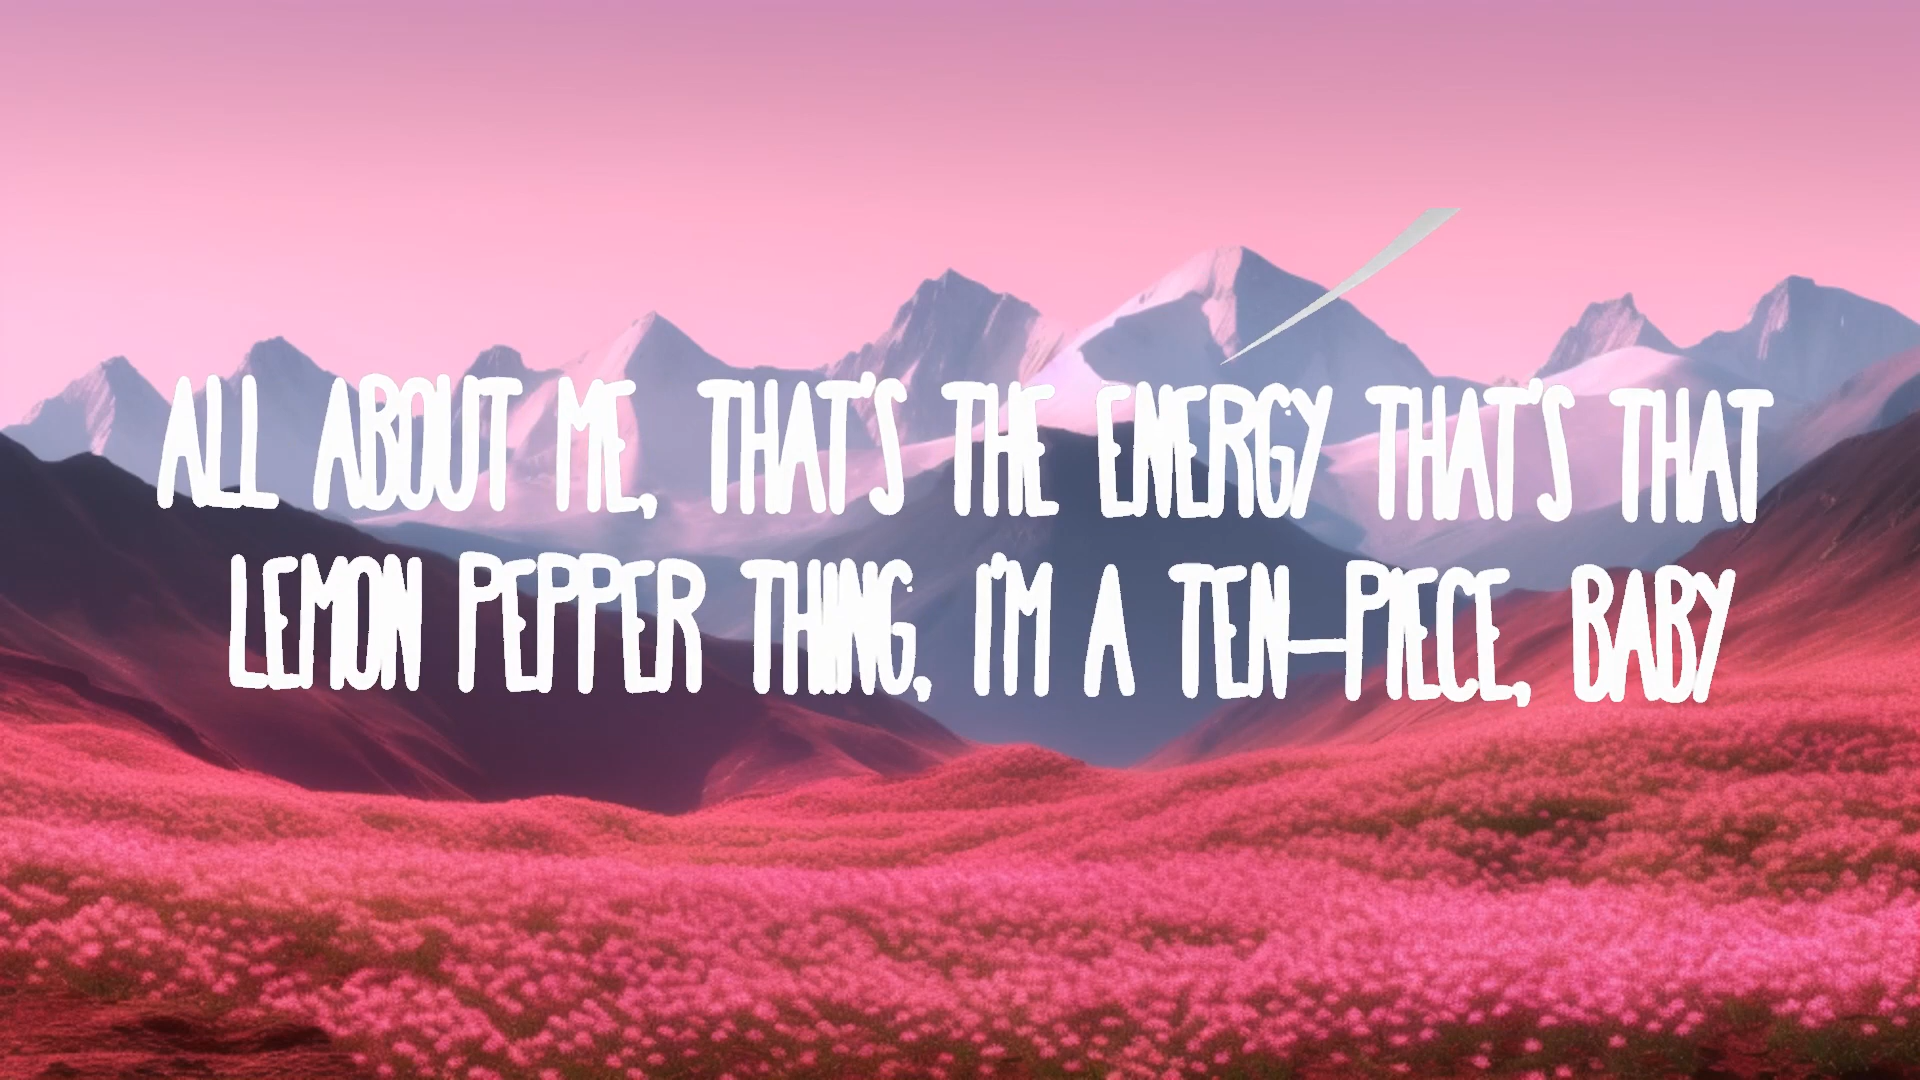 ALL ABOUT ME, THAT'S THE ENERGY THAT'S THAT
LEMON PEPPER THING, I'M A TEN-PIECE, BABY